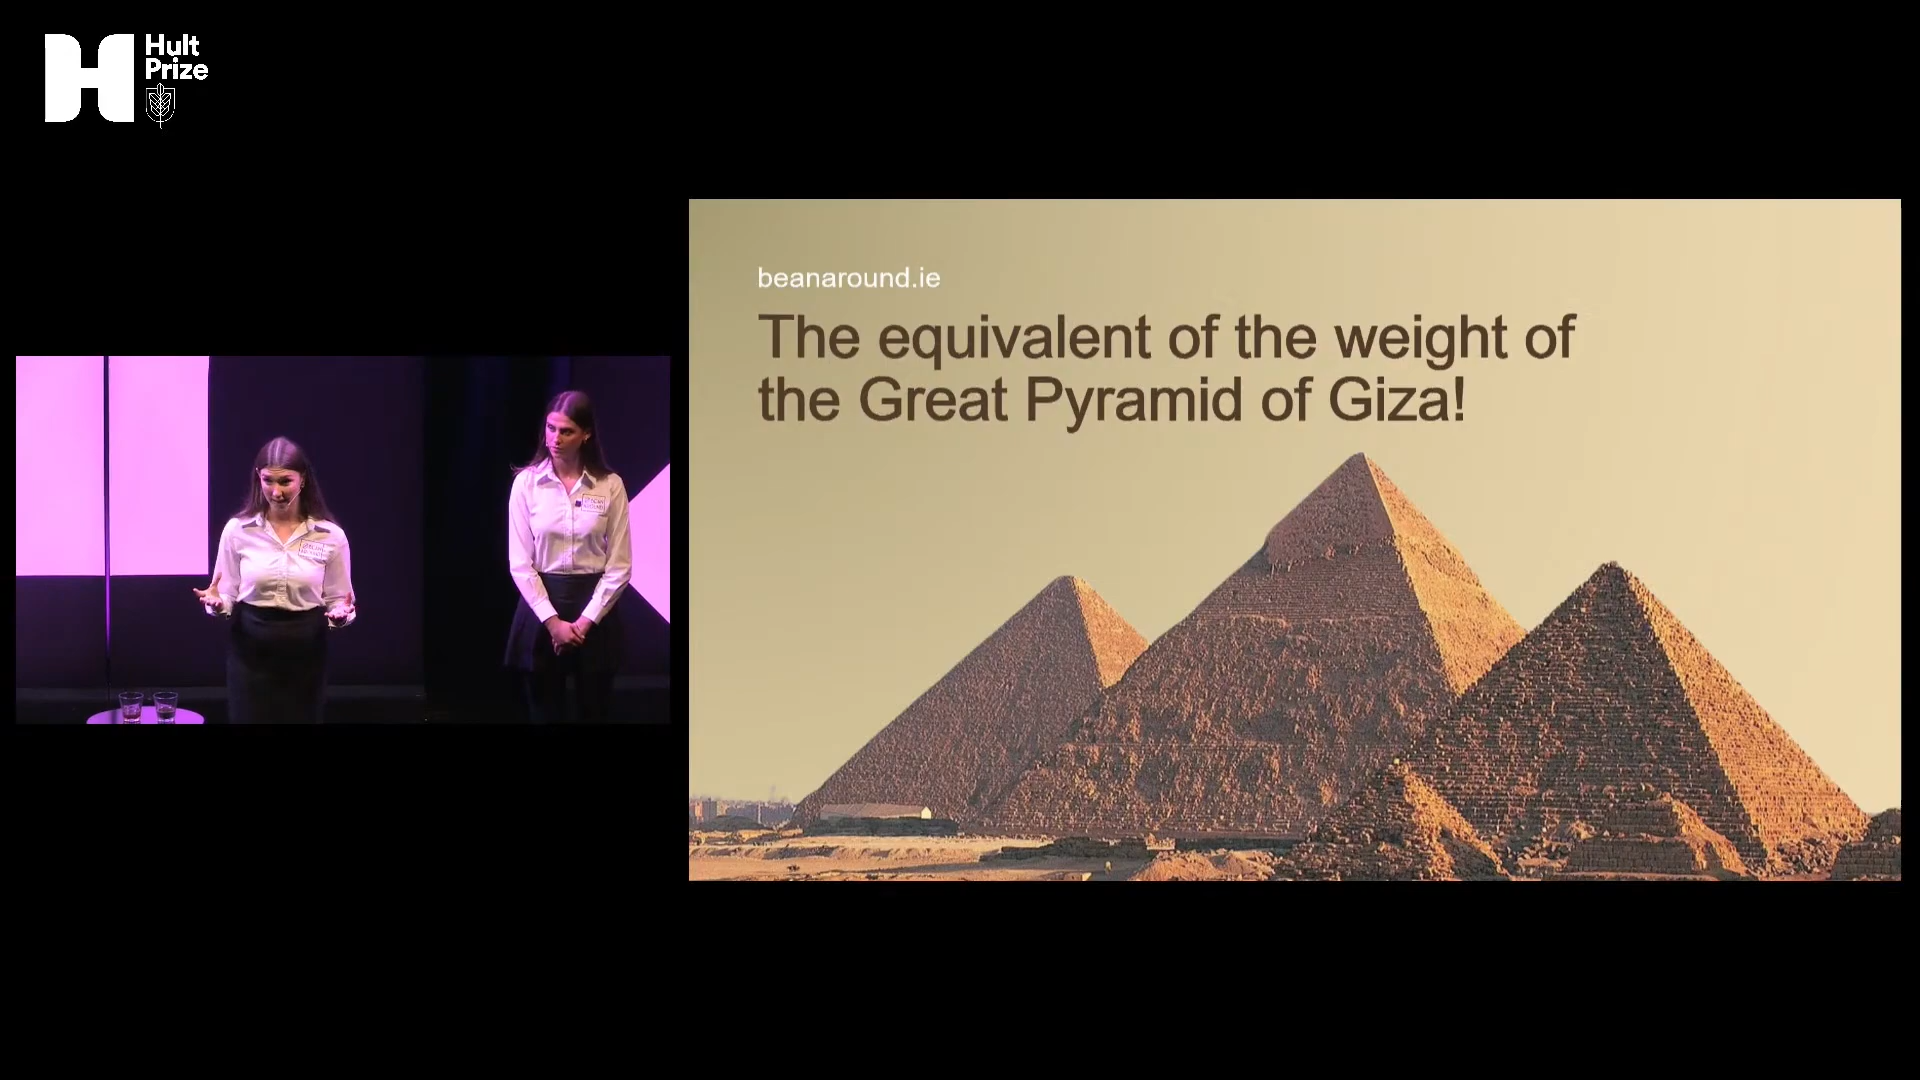 Hult
Prize
beanaround.ie
The equivalent of the weight of
the Great Pyramid of Giza!